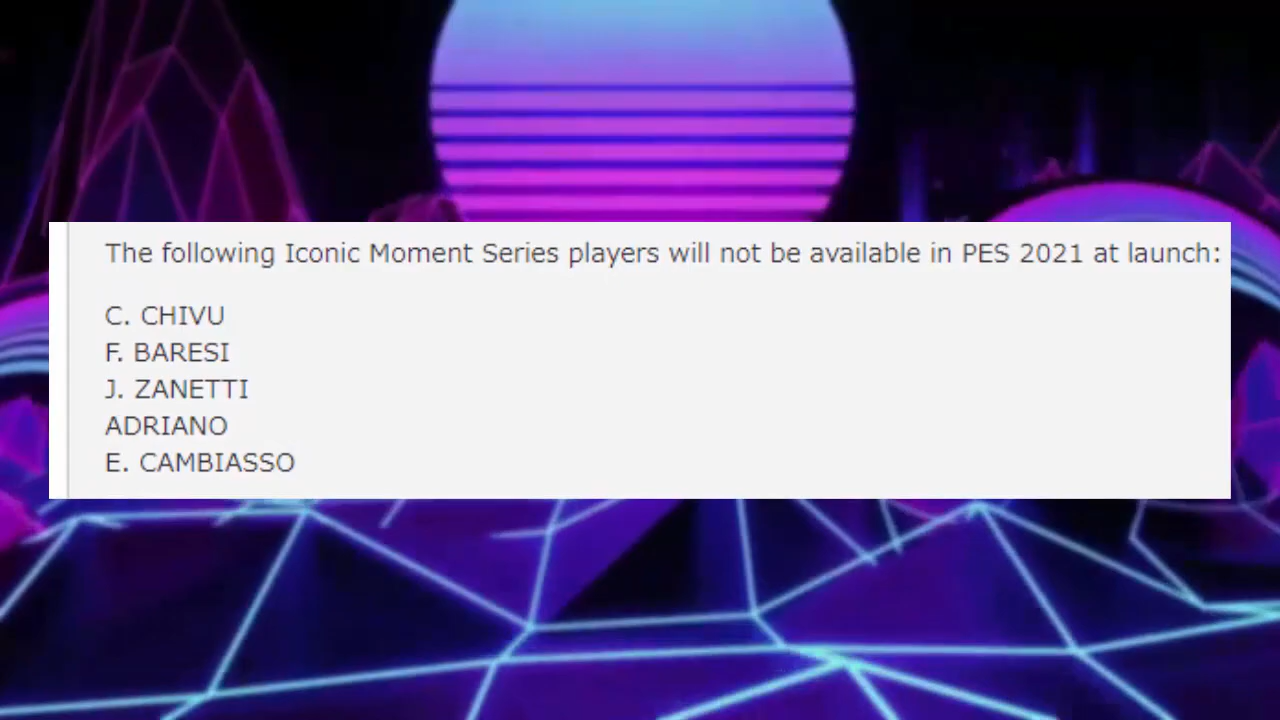 The following Iconic Moment Series players will not be available in PES 2021 at launch:
C. CHIVU
F. BARESI
J. ZANETTI
ADRIANO
E. CAMBIASSO